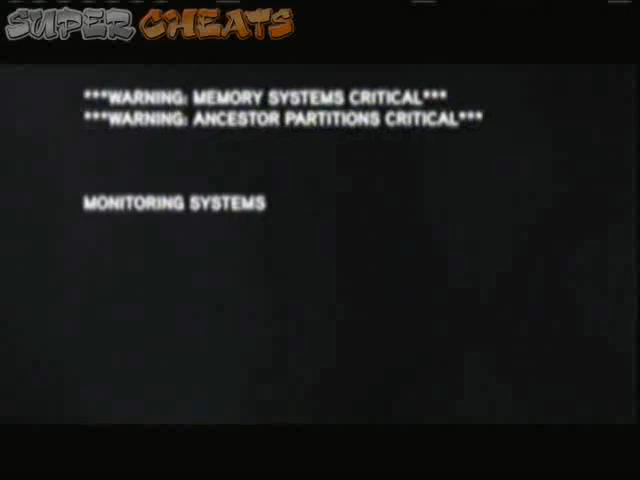 SUPER CHEATS
***WARNING: MEMORY SYSTEMS CRITICAL***
***WARNING: ANCESTOR PARTITIONS CRITICAL***
MONITORING SYSTEMS